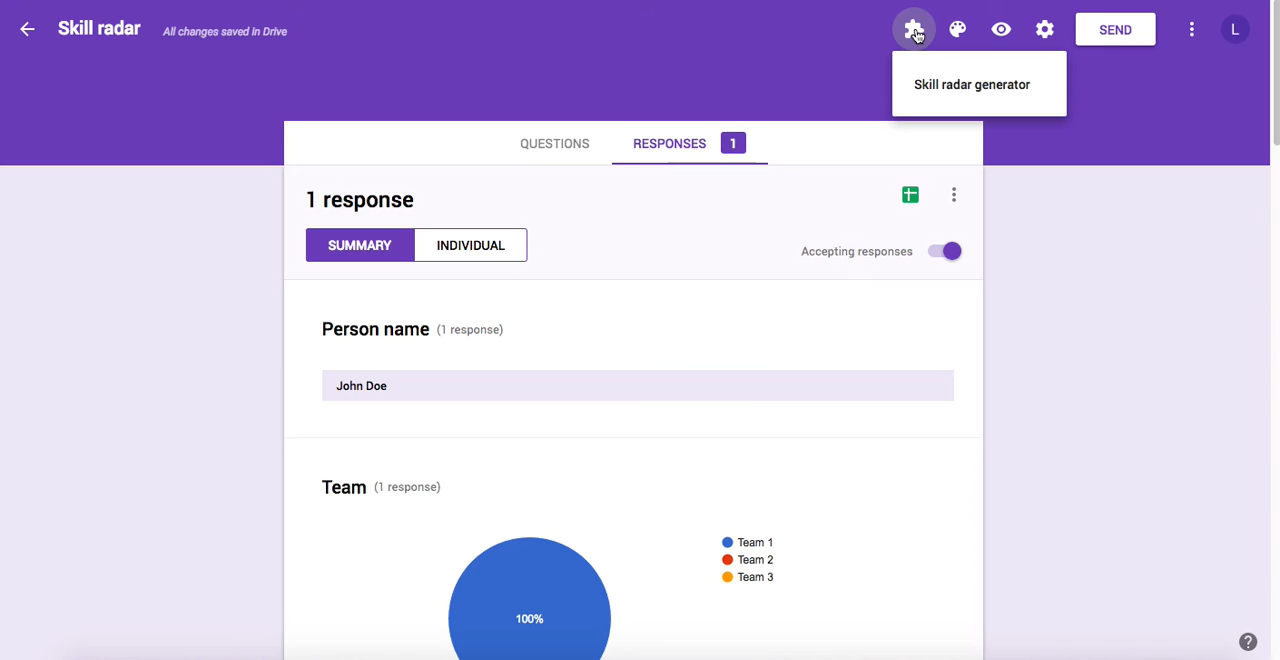 Skill radar
All changes saved in Drive
SEND
L
Skill radar generator
QUESTIONS
RESPONSES
1
1 response
SUMMARY
INDIVIDUAL
Accepting responses
Person name (1 response)
John Doe
Team (1 response)
Team 1
Team 2
Team 3
100%
?